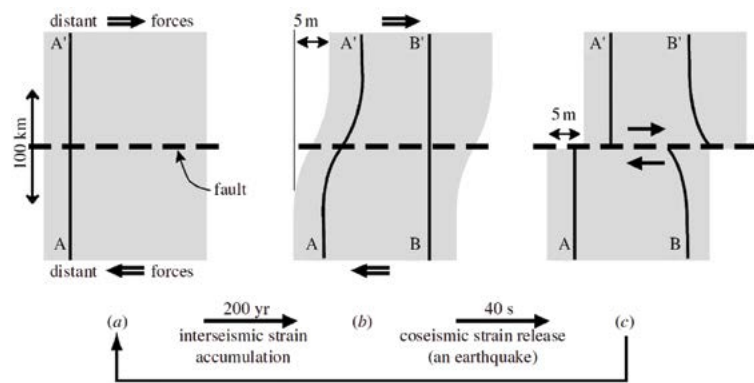 distant forces
A'
100 km
fault
A
distant forces
5 m
A' B'
A B
A' B'
5 m
A B
(a) 200 yr (b) 40 s (c)
interseismic strain coseismic strain release
accumulation (an earthquake)